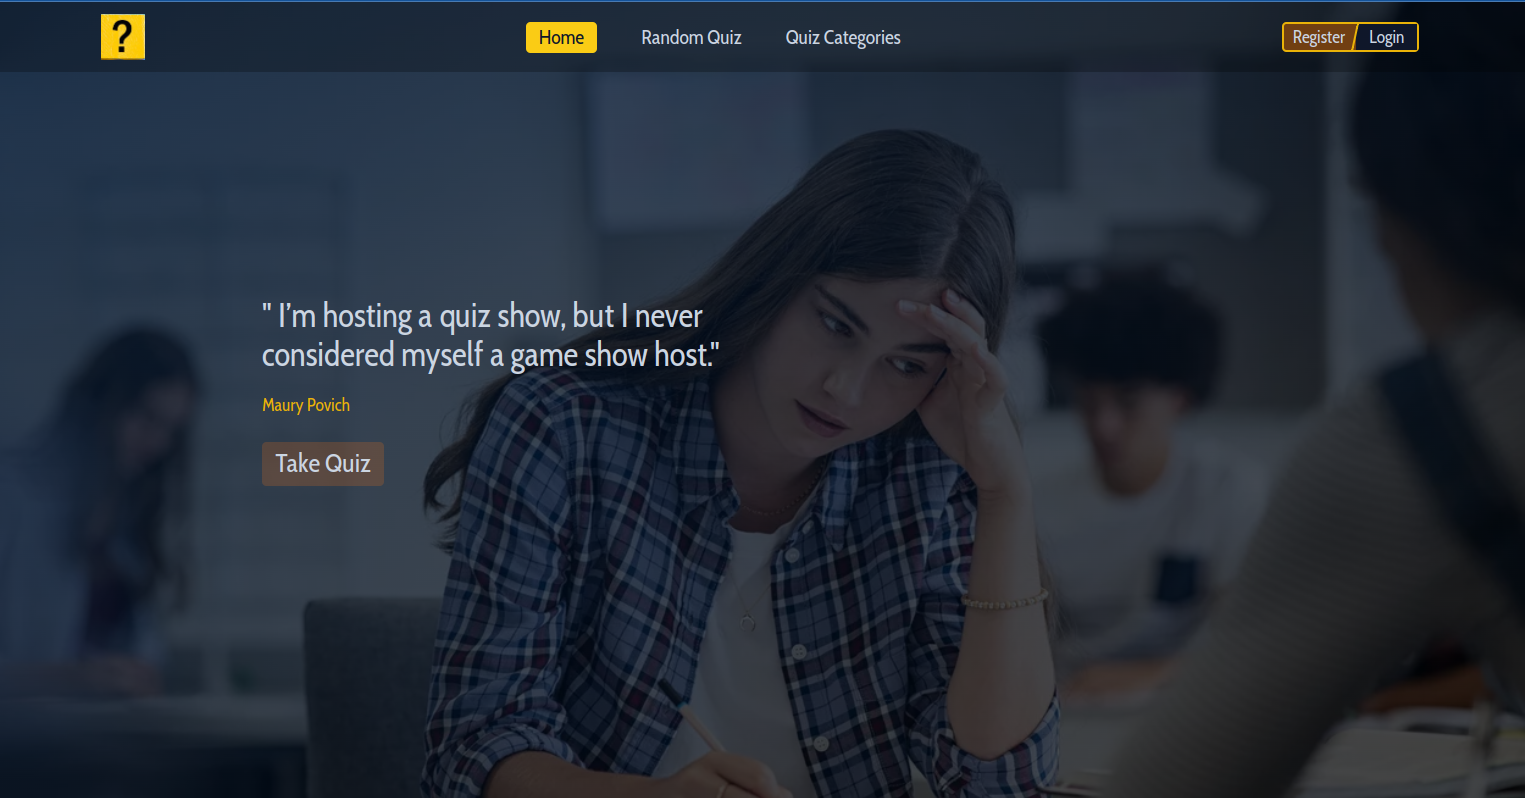 ?
Home
Random Quiz
Quiz Categories
Register
Login
" I’m hosting a quiz show, but I never
considered myself a game show host."
Maury Povich
Take Quiz